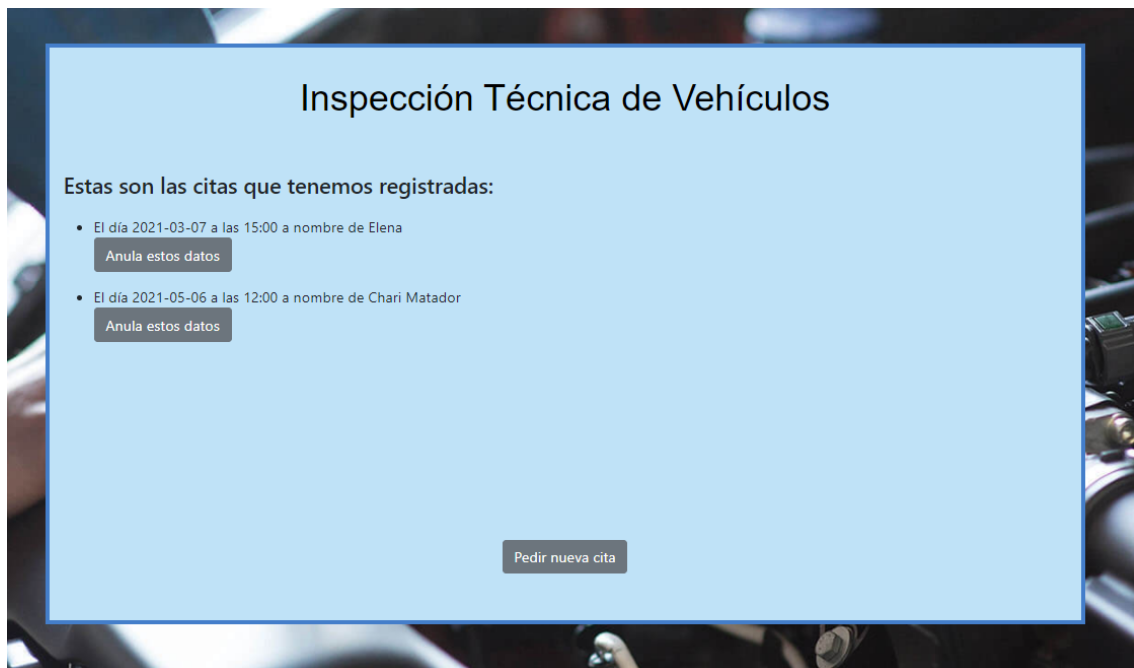 Inspección Técnica de Vehículos
Estas son las citas que tenemos registradas:
El día 2021-03-07 a las 15:00 a nombre de Elena
Anula estos datos
El día 2021-05-06 a las 12:00 a nombre de Chari Matador
Anula estos datos
Pedir nueva cita